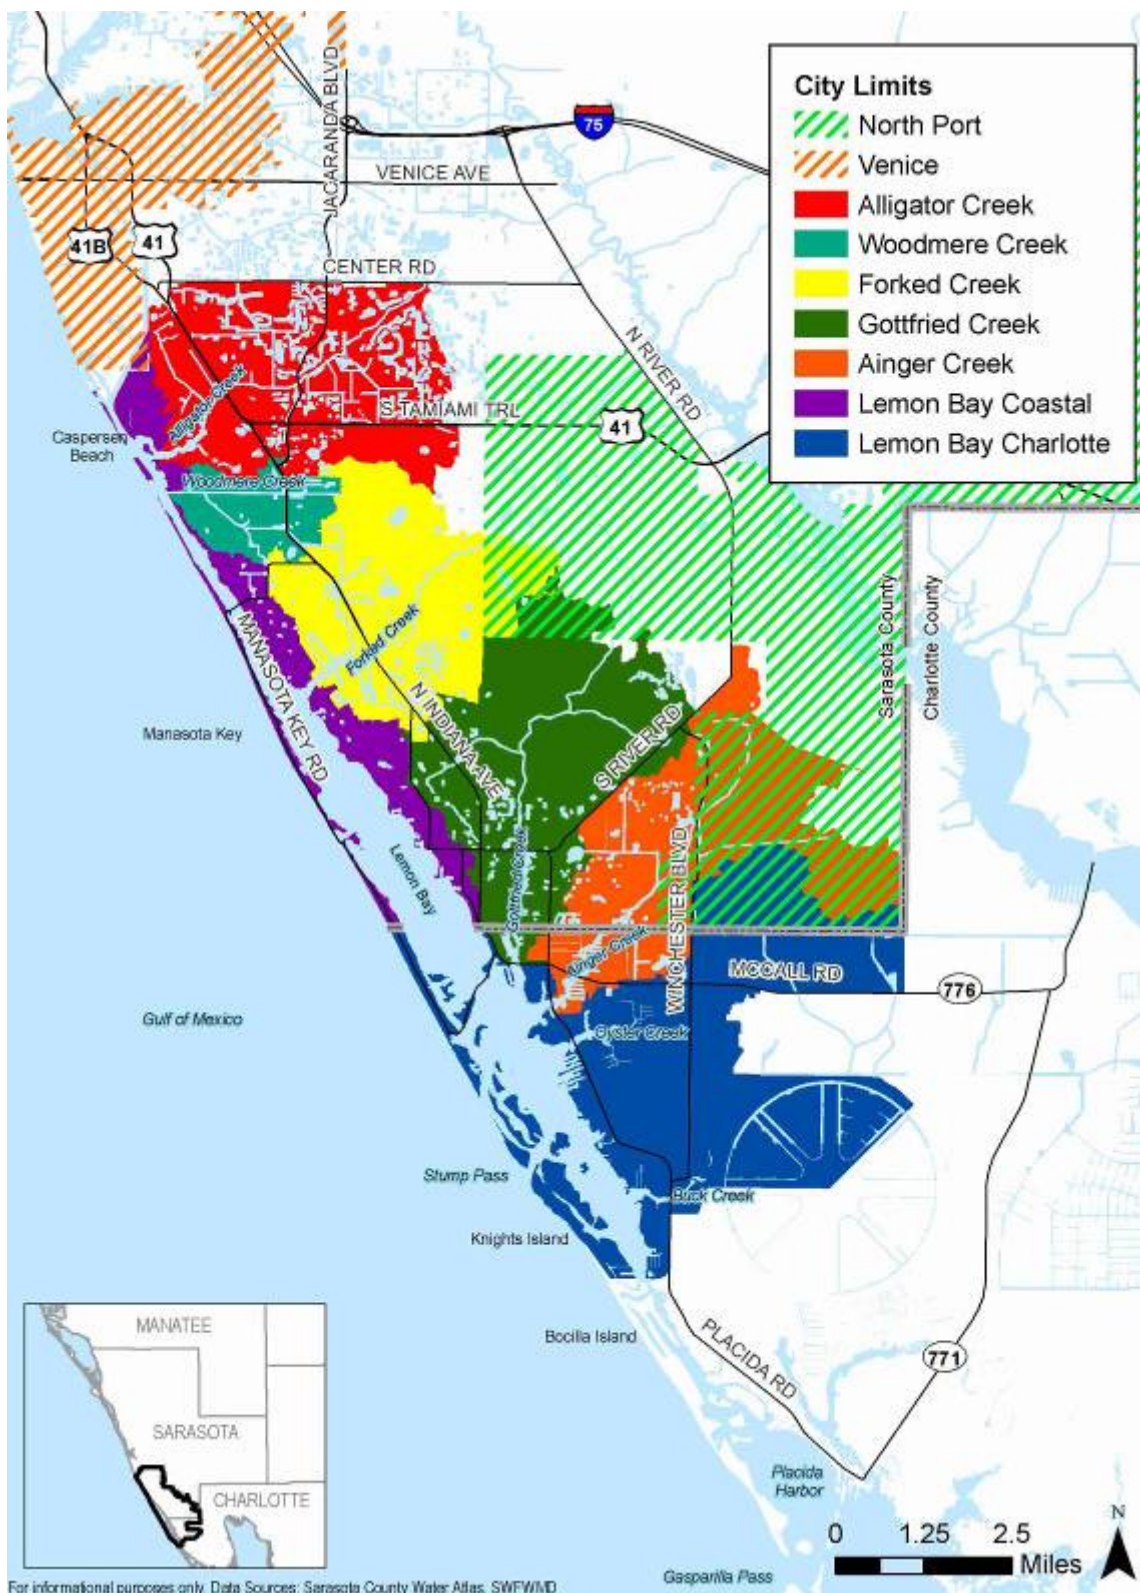 City Limits
North Port
Venice
Alligator Creek
Woodmere Creek
Forked Creek
Gottfried Creek
Ainger Creek
Lemon Bay Coastal
Lemon Bay Charlotte
JACARANDA BLVD
75
VENICE AVE
41B
41
CENTER RD
N RIVER RD
Alligator Creek
S TAMIAMI TRL
41
Caspersen
Beach
Woodmere Creek
Sarasota County
Charlotte County
Forked Creek
MANASOTA KEY RD
N INDIANA AVE
Manasota Key
S RIVER RD
WINCHESTER BLVD
Lemon Bay
Gottfried Creek
Ainger Creek
MCCALL RD
776
Gulf of Mexico
Oyster Creek
Stump Pass
Buck Creek
Knights Island
Bocilla Island
PLACIDA RD
771
MANATEE
SARASOTA
CHARLOTTE
Placida
Harbor
N
0 1.25 2.5
Miles
Gasparilla Pass
For informational purposes only. Data Sources: Sarasota County Water Atlas, SWFWMD